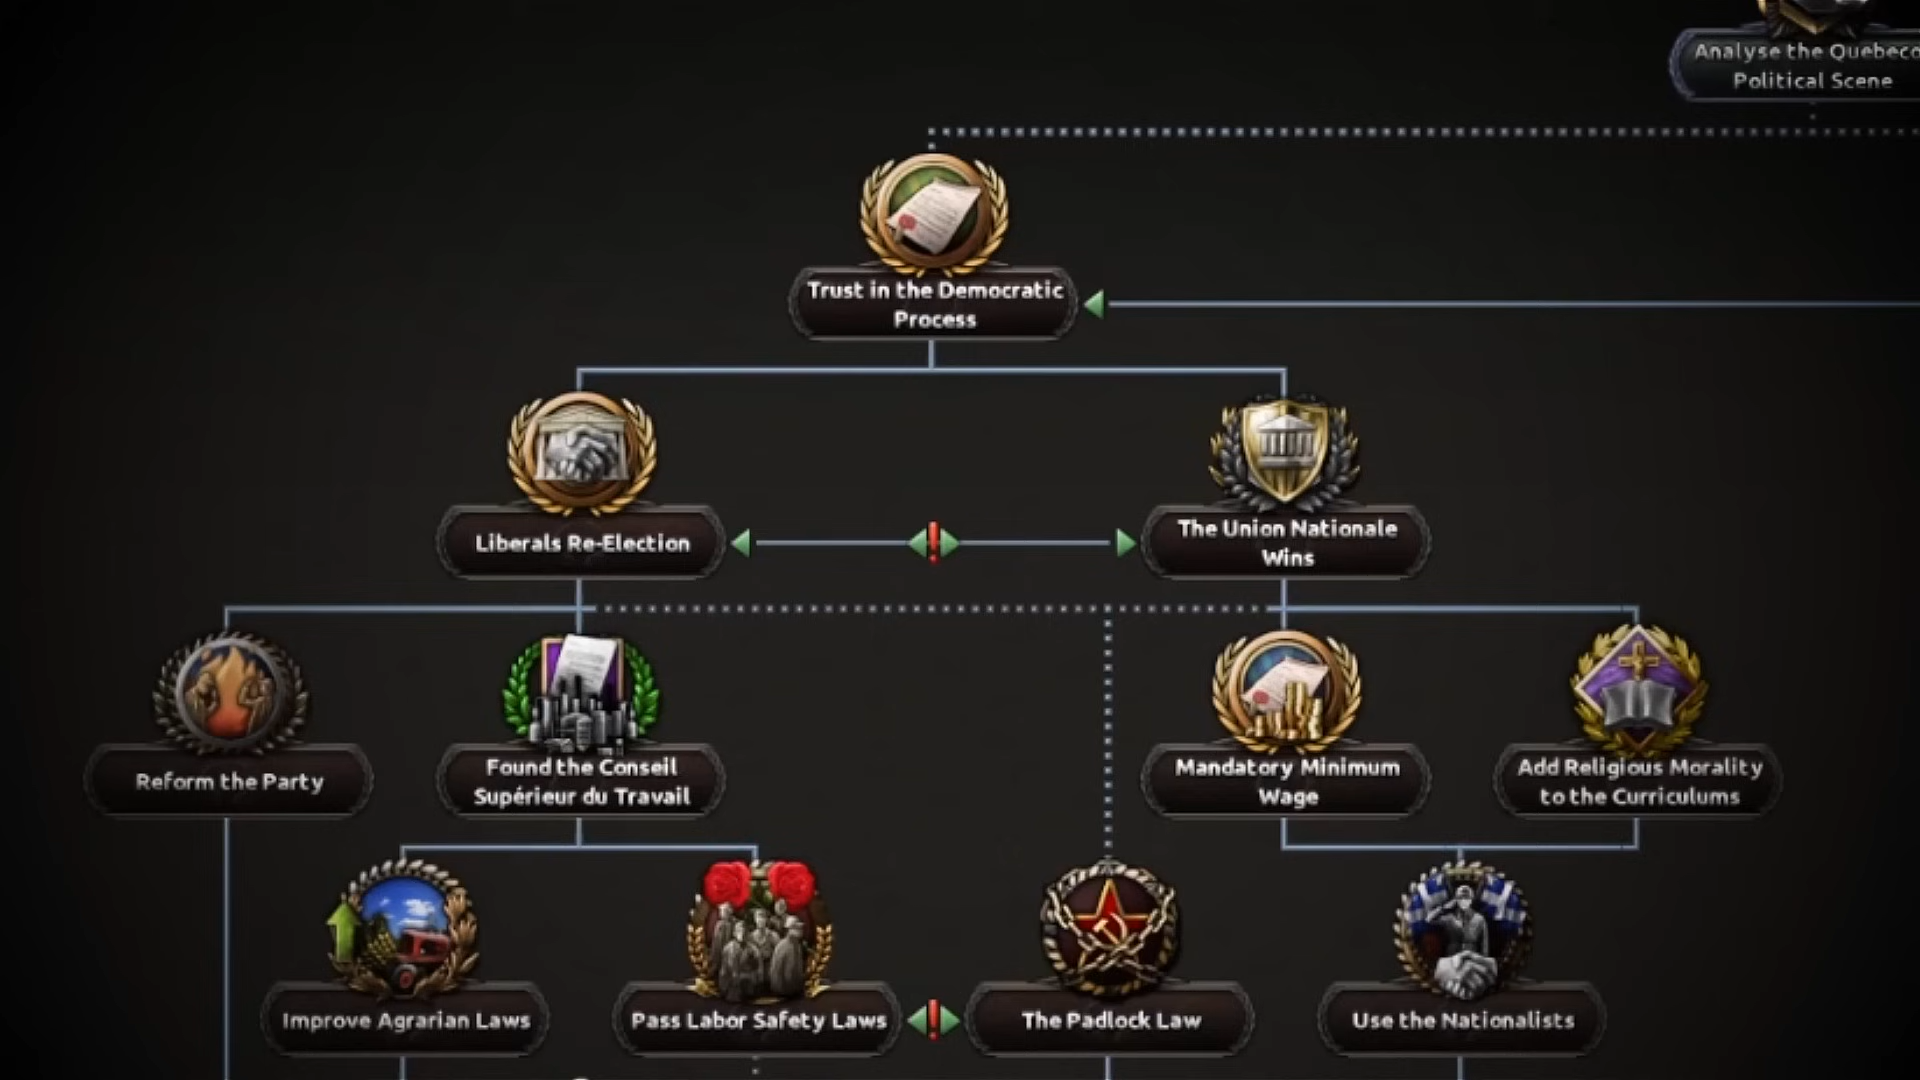 Analyse the Quebeco
Political Scene
Trust in the Democratic
Process
Liberals Re-Election
The Union Nationale
Wins
Reform the Party
Found the Conseil
Supérieur du Travail
Mandatory Minimum
Wage
Add Religious Morality
to the Curriculums
Improve Agrarian Laws
Pass Labor Safety Laws
The Padlock Law
Use the Nationalists